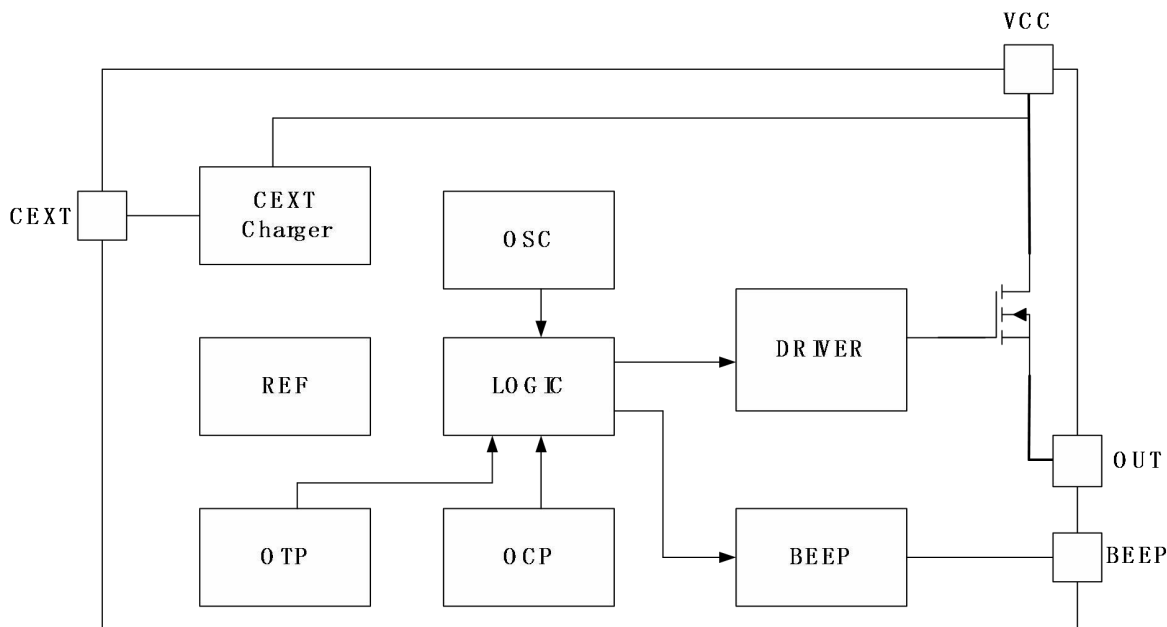 VCC
CEXT
CEXT
Charger
OSC
REF
LOGIC
DRIVER
OUT
OTP
OCP
BEEP
BEEP